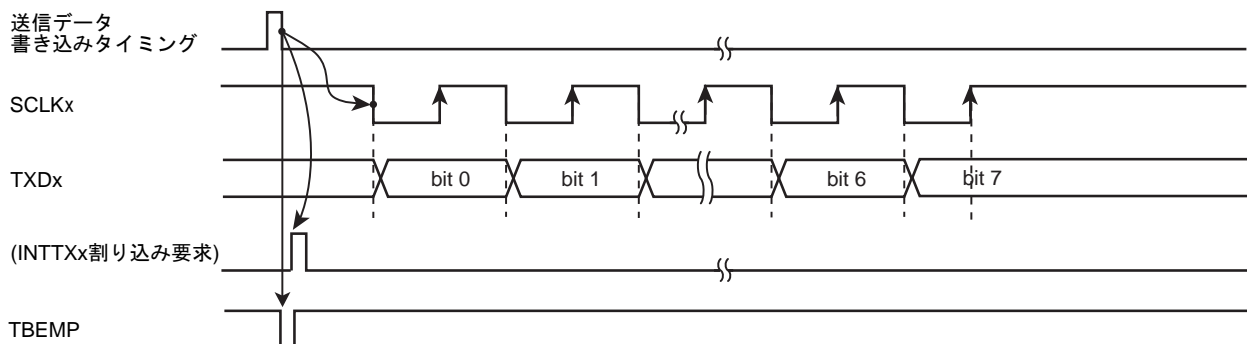 送信データ
書き込みタイミング
SCLKx
TXDx
bit 0
bit 1
bit 6
bit 7
(INTTXx割り込み要求)
TBEMP